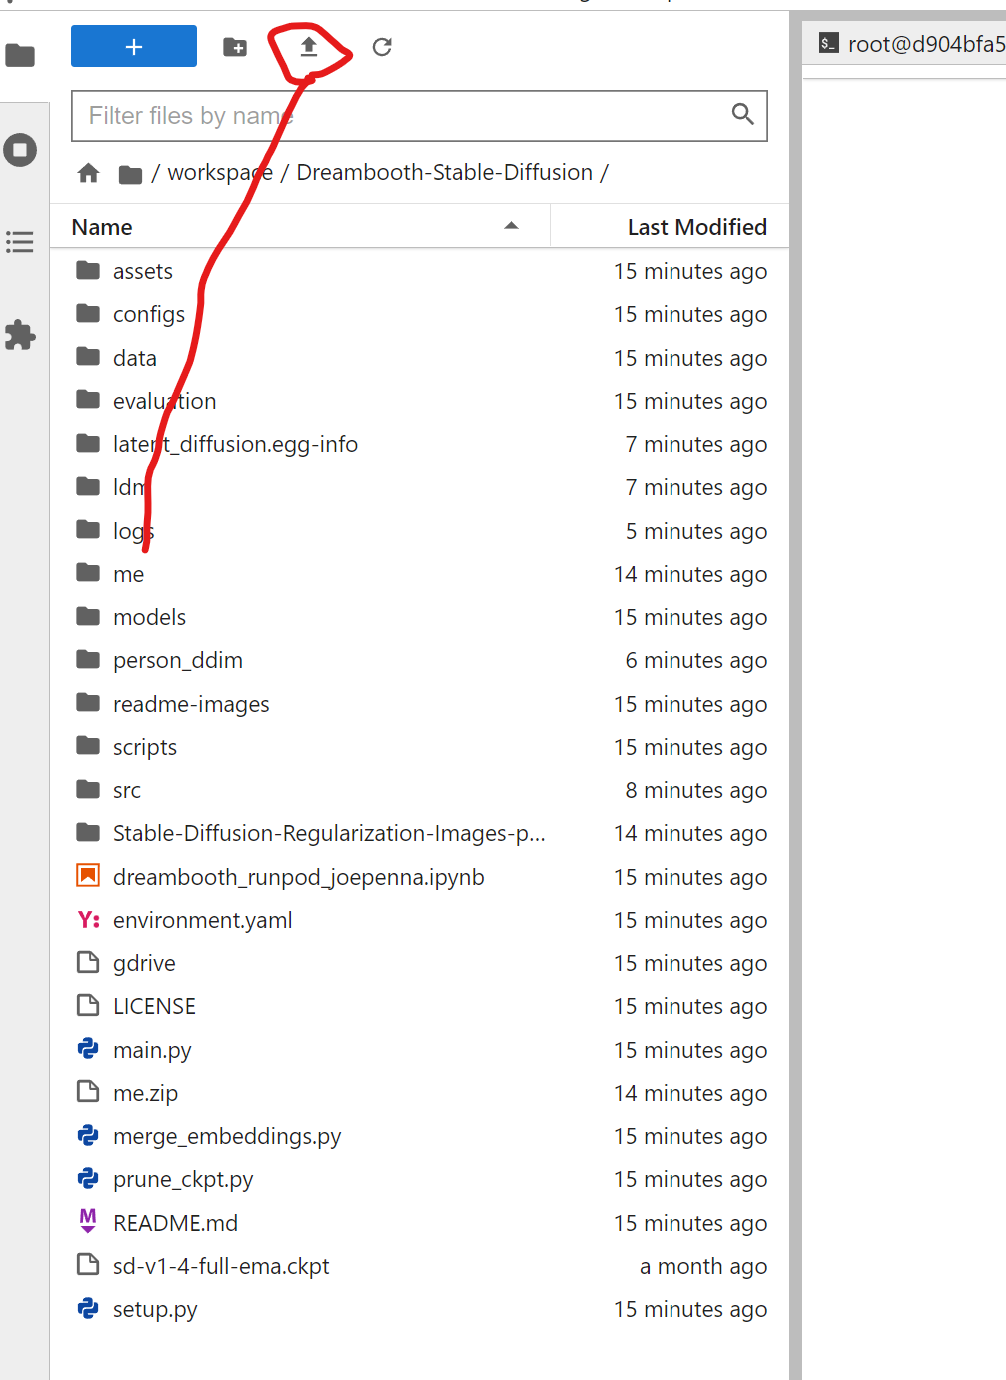 root@d904bfa5
Filter files by name
/ workspace / Dreambooth-Stable-Diffusion /
Name Last Modified
assets 15 minutes ago
configs 15 minutes ago
data 15 minutes ago
evaluation 15 minutes ago
latent_diffusion.egg-info 7 minutes ago
ldm 7 minutes ago
logs 5 minutes ago
me 14 minutes ago
models 15 minutes ago
person_ddim 6 minutes ago
readme-images 15 minutes ago
scripts 15 minutes ago
src 8 minutes ago
Stable-Diffusion-Regularization-Images-p... 14 minutes ago
dreambooth_runpod_joepenna.ipynb 15 minutes ago
environment.yaml 15 minutes ago
gdrive 15 minutes ago
LICENSE 15 minutes ago
main.py 15 minutes ago
me.zip 14 minutes ago
merge_embeddings.py 15 minutes ago
prune_ckpt.py 15 minutes ago
README.md 15 minutes ago
sd-v1-4-full-ema.ckpt a month ago
setup.py 15 minutes ago